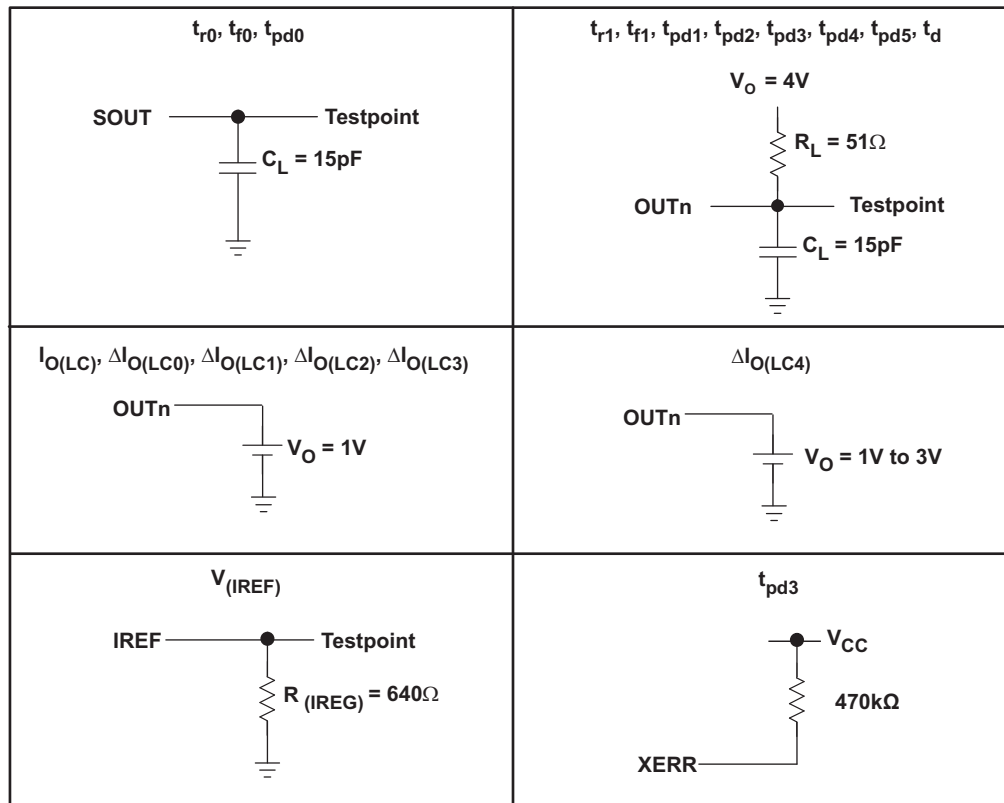 tr0, tf0, tpd0
SOUT
Testpoint
CL = 15pF
tr1, tf1, tpd1, tpd2, tpd3, tpd4, tpd5, td
VO = 4V
RL = 51Ω
OUTn
Testpoint
CL = 15pF
IO(LC), ΔIO(LC0), ΔIO(LC1), ΔIO(LC2), ΔIO(LC3)
OUTn
VO = 1V
ΔIO(LC4)
OUTn
VO = 1V to 3V
V(IREF)
IREF
Testpoint
R (IREG) = 640Ω
tpd3
VCC
470kΩ
XERR